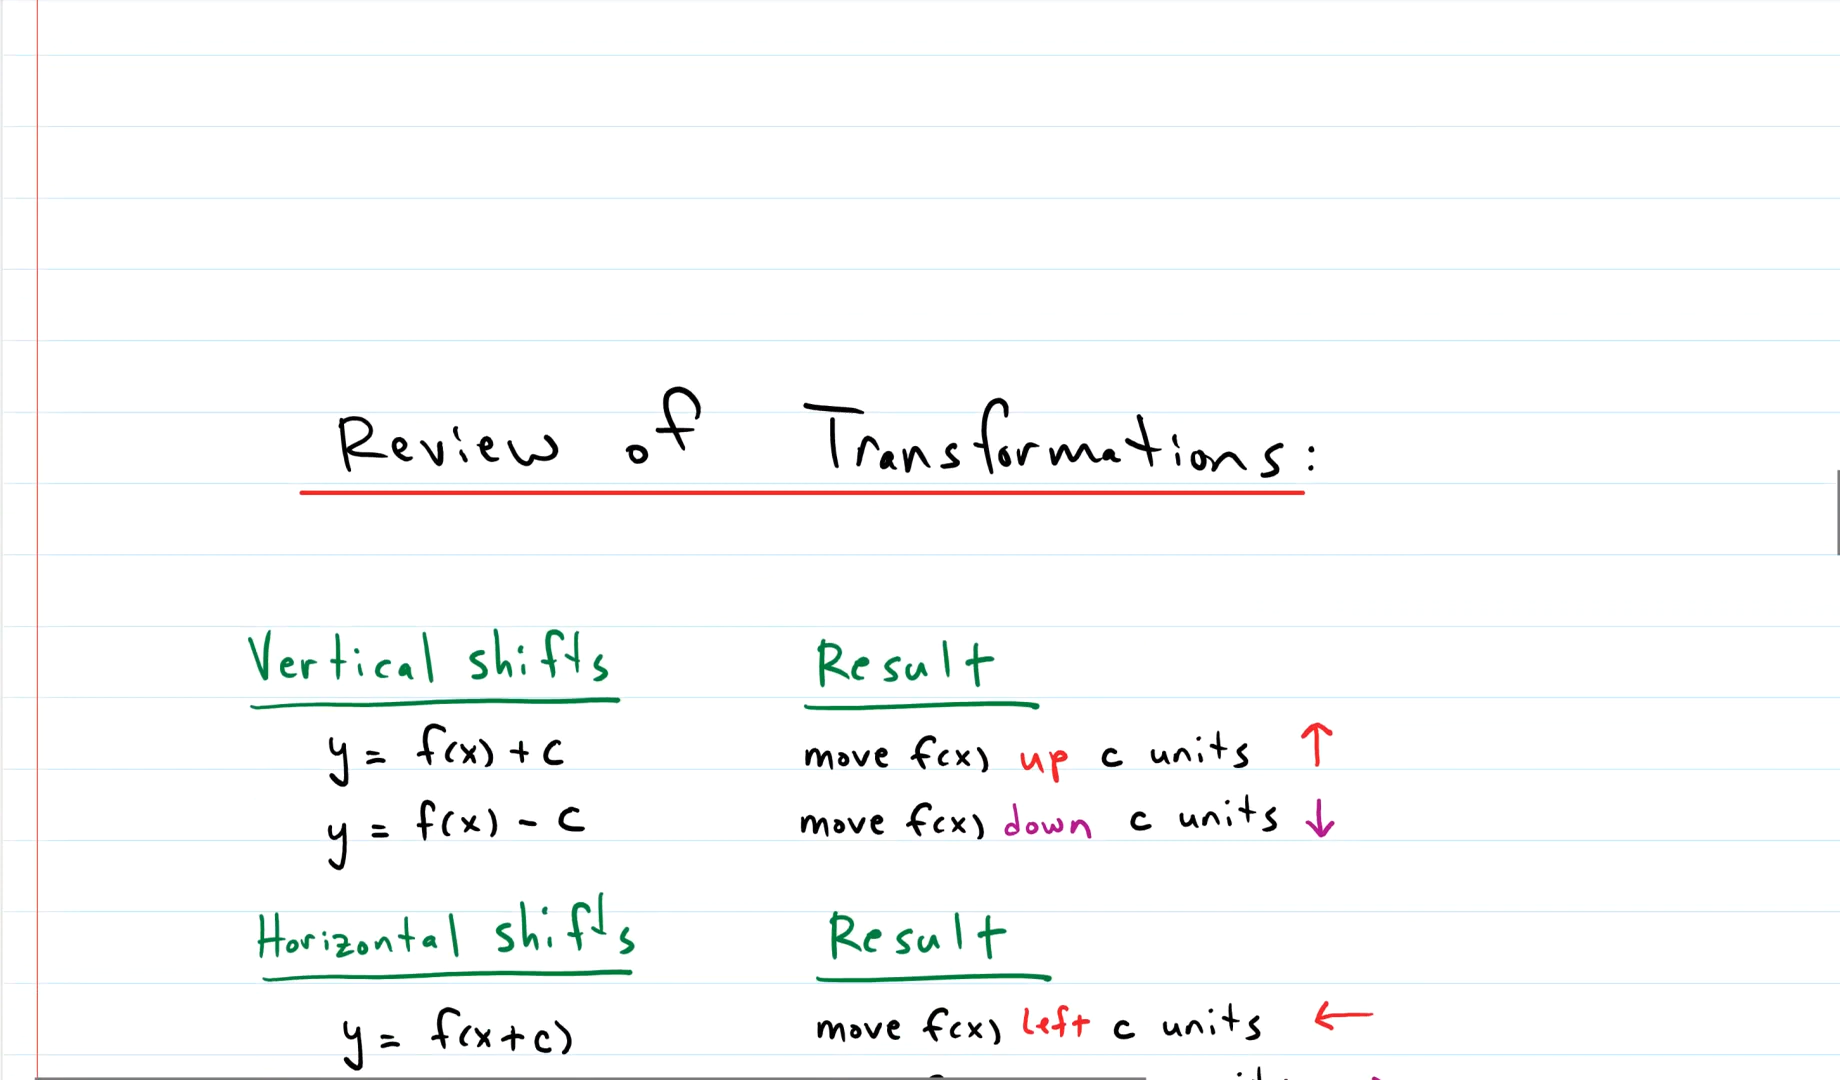 Review of Transformations:
Vertical shifts Result
y = f(x) + c move f(x) up c units ↑
y = f(x) - c move f(x) down c units ↓
Horizontal shifts Result
y = f(x+c) move f(x) left c units ←